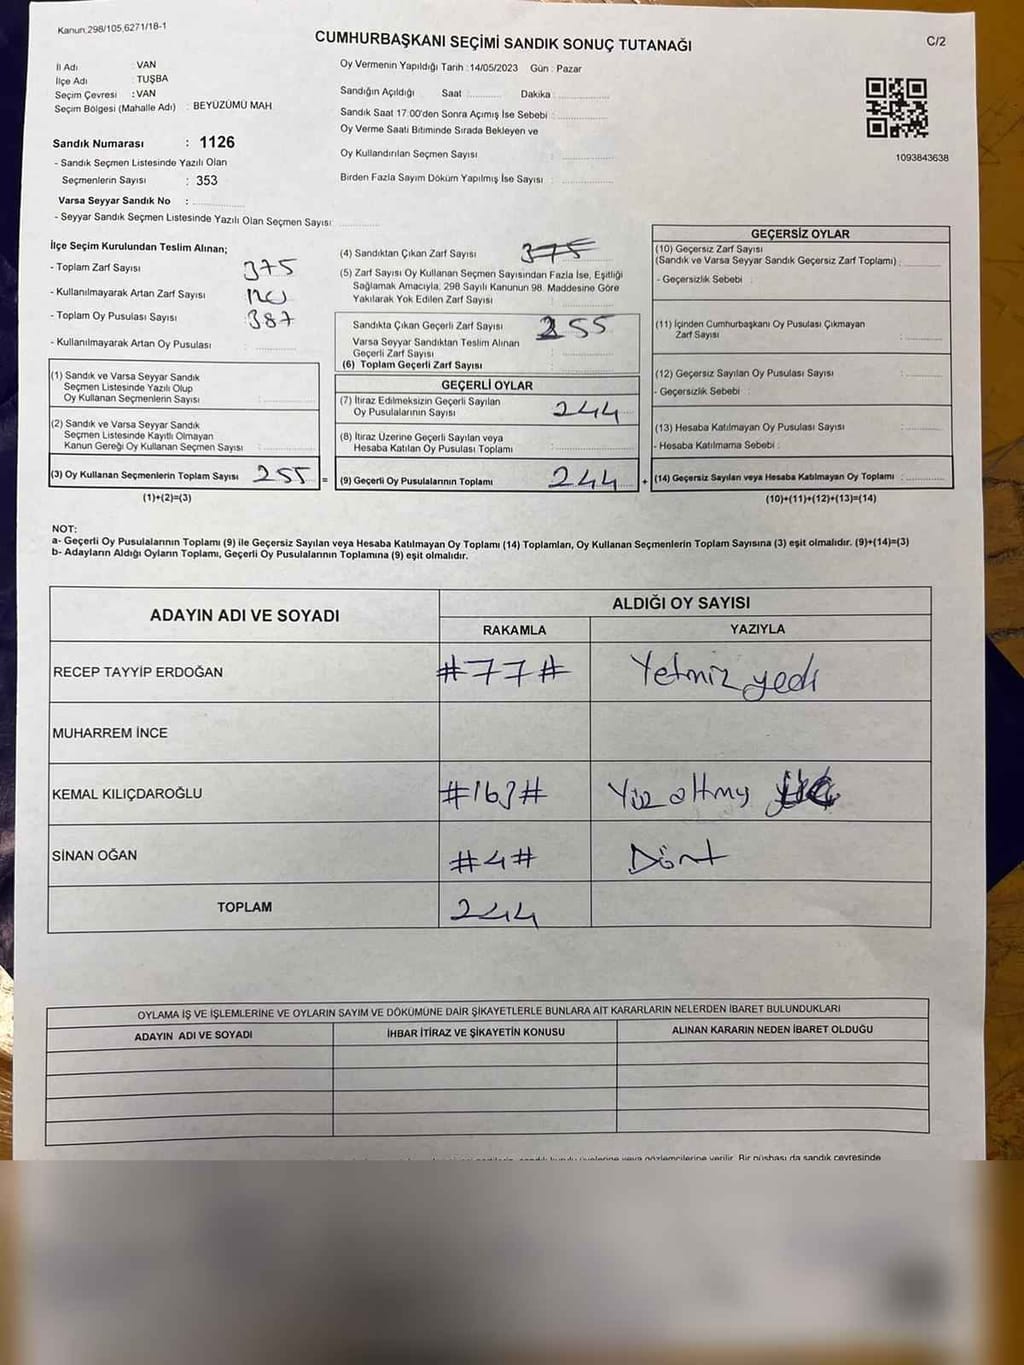 Kanun,298/105,6271/18-1
CUMHURBAŞKANI SEÇİMİ SANDIK SONUÇ TUTANAĞI
C/2
İl Adı : VAN
İlçe Adı : TUŞBA
Seçim Çevresi : VAN
Seçim Bölgesi (Mahalle Adı) : BEYÜZÜMÜ MAH
Sandık Numarası : 1126
- Sandık Seçmen Listesinde Yazılı Olan
Seçmenlerin Sayısı : 353
Varsa Seyyar Sandık No :
- Seyyar Sandık Seçmen Listesinde Yazılı Olan Seçmen Sayısı:
Oy Vermenin Yapıldığı Tarih :14/05/2023 Gün : Pazar
Sandığın Açıldığı Saat Dakika
Sandık Saat 17:00'den Sonra Açımış İse Sebebi :
Oy Verme Saati Bitiminde Sırada Bekleyen ve
Oy Kullandırılan Seçmen Sayısı :
Birden Fazla Sayım Döküm Yapılmış İse Sayısı :
1093843638
İlçe Seçim Kurulundan Teslim Alınan;
- Toplam Zarf Sayısı 375
- Kullanılmayarak Artan Zarf Sayısı
- Toplam Oy Pusulası Sayısı 387
- Kullanılmayarak Artan Oy Pusulası :
(1) Sandık ve Varsa Seyyar Sandık
Seçmen Listesinde Yazılı Olup
Oy Kullanan Seçmenlerin Sayısı :
(2) Sandık ve Varsa Seyyar Sandık
Seçmen Listesinde Kayıtlı Olmayan
Kanun Gereği Oy Kullanan Seçmen Sayısı :
(3) Oy Kullanan Seçmenlerin Toplam Sayısı 255 =
(1)+(2)=(3)
(4) Sandıktan Çıkan Zarf Sayısı 375
(5) Zarf Sayısı Oy Kullanan Seçmen Sayısından Fazla İse, Eşitliği
Sağlamak Amacıyla, 298 Sayılı Kanunun 98. Maddesine Göre
Yakılarak Yok Edilen Zarf Sayısı :
Sandıkta Çıkan Geçerli Zarf Sayısı 255
Varsa Seyyar Sandıktan Teslim Alınan
Geçerli Zarf Sayısı :
(6) Toplam Geçerli Zarf Sayısı :
GEÇERLİ OYLAR
(7) İtiraz Edilmeksizin Geçerli Sayılan
Oy Pusulalarının Sayısı 244
(8) İtiraz Üzerine Geçerli Sayılan veya
Hesaba Katılan Oy Pusulası Toplamı :
(9) Geçerli Oy Pusulalarının Toplamı 244 +
GEÇERSİZ OYLAR
(10) Geçersiz Zarf Sayısı
(Sandık ve Varsa Seyyar Sandık Geçersiz Zarf Toplamı) :
- Geçersizlik Sebebi :
(11) İçinden Cumhurbaşkanı Oy Pusulası Çıkmayan
Zarf Sayısı :
(12) Geçersiz Sayılan Oy Pusulası Sayısı :
- Geçersizlik Sebebi :
(13) Hesaba Katılmayan Oy Pusulası Sayısı :
- Hesaba Katılmama Sebebi :
(14) Geçersiz Sayılan veya Hesaba Katılmayan Oy Toplamı :
(10)+(11)+(12)+(13)=(14)
NOT:
a- Geçerli Oy Pusulalarının Toplamı (9) ile Geçersiz Sayılan veya Hesaba Katılmayan Oy Toplamı (14) Toplamları, Oy Kullanan Seçmenlerin Toplam Sayısına (3) eşit olmalıdır. (9)+(14)=(3)
b- Adayların Aldığı Oyların Toplamı, Geçerli Oy Pusulalarının Toplamına (9) eşit olmalıdır.
ADAYIN ADI VE SOYADI
ALDIĞI OY SAYISI
RAKAMLA YAZIYLA
RECEP TAYYİP ERDOĞAN #77# Yetmiz yedi
MUHARREM İNCE
KEMAL KILIÇDAROĞLU #163# Yüz altmış
SİNAN OĞAN #4# Dört
TOPLAM 244
OYLAMA İŞ VE İŞLEMLERİNE VE OYLARIN SAYIM VE DÖKÜMÜNE DAİR ŞİKAYETLERLE BUNLARA AİT KARARLARIN NELERDEN İBARET BULUNDUKLARI
ADAYIN ADI VE SOYADI İHBAR İTİRAZ VE ŞİKAYETİN KONUSU ALINAN KARARIN NEDEN İBARET OLDUĞU
verilir. Bir nüshası da sandık çevresinde